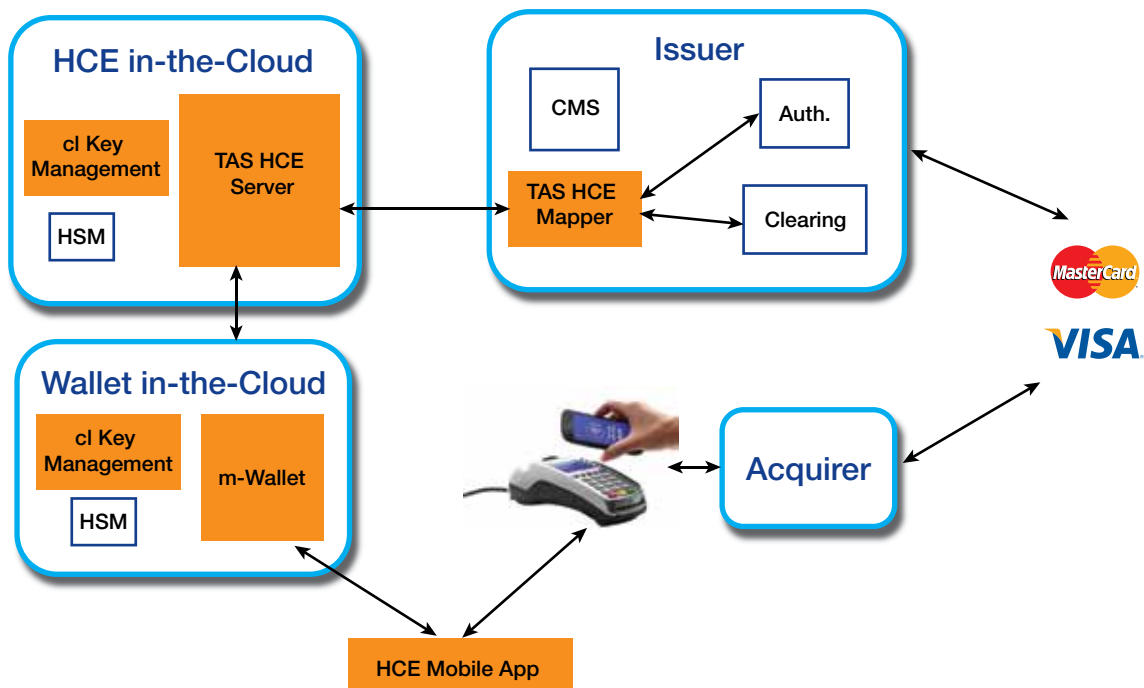 HCE in-the-Cloud
cl Key
Management
TAS HCE
Server
HSM
Issuer
CMS
Auth.
TAS HCE
Mapper
Clearing
MasterCard
VISA
Wallet in-the-Cloud
cl Key
Management
m-Wallet
HSM
Acquirer
HCE Mobile App